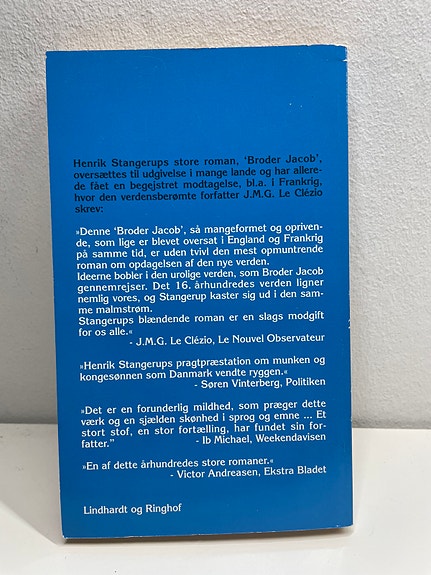 Henrik Stangerups store roman, 'Broder Jacob',
oversættes til udgivelse i mange lande og har allere-
de fået en begejstret modtagelse, bl.a. i Frankrig,
hvor den verdensberømte forfatter J.M.G. Le Clézio
skrev:
»Denne 'Broder Jacob', så mangeformet og oprivende-
de, som lige er blevet oversat i England og Frankrig
på samme tid, er uden tvivl den mest opmuntrende
roman om opdagelsen af den nye verden.
Ideerne bobler i den urolige verden, som Broder Jacob
gennemrejser. Det 16. århundredes verden ligner
nemlig vores, og Stangerup kaster sig ud i den sam-
me malmstrøm.
Stangerups blændende roman er en slags modgift
for os alle.«
- J.M.G. Le Clézio, Le Nouvel Observateur
»Henrik Stangerups pragtpræstation om munken og
kongesønnen som Danmark vendte ryggen.«
- Søren Vinterberg, Politiken
»Det er en forunderlig mildhed, som præger dette
værk og en sjælden skønhed i sprog og emne ... Et
stort stof, en stor fortælling, har fundet sin for-
fatter." - Ib Michael, Weekendavisen
»En af dette århundredes store romaner.«
- Victor Andreasen, Ekstra Bladet
Lindhardt og Ringhof